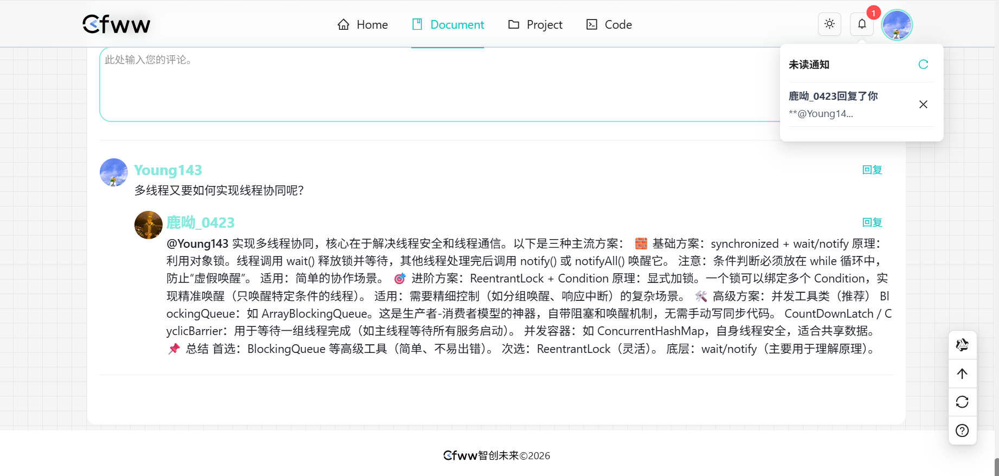 Cfww
Home
Document
Project
Code
1
此处输入您的评论。
未读通知
鹿呦_0423回复了你
**@Young14...
Young143
回复
多线程又要如何实现线程协同呢？
鹿呦_0423
回复
@Young143 实现多线程协同，核心在于解决线程安全和线程通信。以下是三种主流方案： 🧱 基础方案：synchronized + wait/notify 原理：
利用对象锁。线程调用 wait() 释放锁并等待，其他线程处理完后调用 notify() 或 notifyAll() 唤醒它。 注意：条件判断必须放在 while 循环中，
防止“虚假唤醒”。 适用：简单的协作场景。 🎯 进阶方案：ReentrantLock + Condition 原理：显式加锁。一个锁可以绑定多个 Condition，实
现精准唤醒（只唤醒特定条件的线程）。 适用：需要精细控制（如分组唤醒、响应中断）的复杂场景。 🛠️ 高级方案：并发工具类（推荐） Bl
ockingQueue：如 ArrayBlockingQueue。这是生产者-消费者模型的神器，自带阻塞和唤醒机制，无需手动写同步代码。 CountDownLatch / C
yclicBarrier：用于等待一组线程完成（如主线程等待所有服务启动）。 并发容器：如 ConcurrentHashMap，自身线程安全，适合共享数据。
📌 总结 首选：BlockingQueue 等高级工具（简单、不易出错）。 次选：ReentrantLock（灵活）。 底层：wait/notify（主要用于理解原理）。
Cfww智创未来©2026